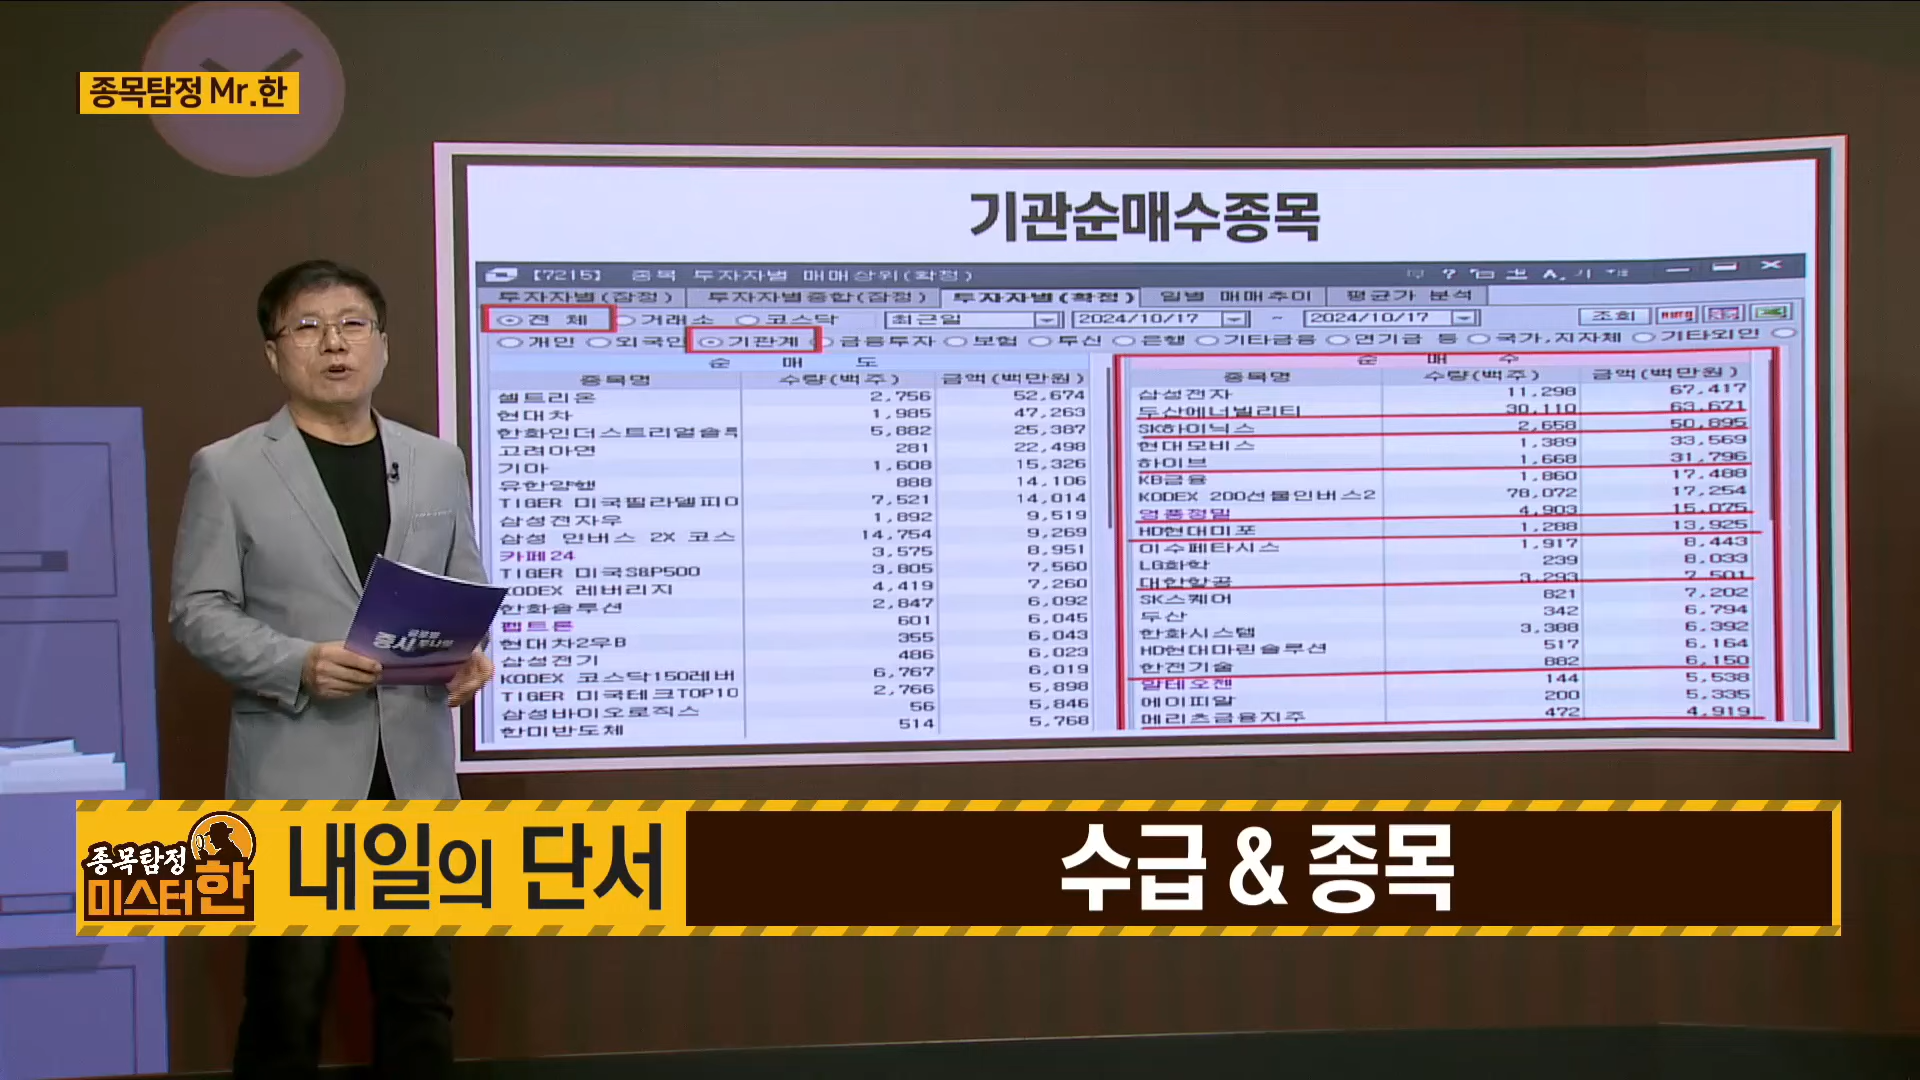 종목탐정 Mr.한
기관순매수종목
[7215] 종목 투자자별 매매상위(확정)
투자자별(잠정) 투자자별종합(잠정) 투자자별(확정) 일별 매매추이 평균가 분석
전 체 거래소 코스닥 최근일 2024/10/17 ~ 2024/10/17 조회
개인 외국인 기관계 금융투자 보험 투신 은행 기타금융 연기금 등 국가,지자체 기타외인
순 매 도 순 매 수
종목명 수량(백주) 금액(백만원) 종목명 수량(백주) 금액(백만원)
셀트리온 2,756 52,674 삼성전자 11,298 67,417
현대차 1,985 47,263 두산에너빌리티 30,110 63,671
한화인더스트리얼솔루 5,882 25,387 SK하이닉스 2,658 50,895
고려아연 281 22,498 현대모비스 1,389 33,569
기아 1,608 15,326 하이브 1,668 31,796
유한양행 888 14,106 KB금융 1,860 17,488
TIGER 미국필라델피아 7,521 14,014 KODEX 200선물인버스2 78,072 17,254
삼성전자우 1,892 9,519 영풍정밀 4,903 15,075
삼성 인버스 2X 코스 14,754 9,269 HD현대미포 1,288 13,925
카페24 3,575 8,951 이수페타시스 1,917 8,443
TIGER 미국S&P500 3,805 7,560 LG화학 239 8,033
KODEX 레버리지 4,419 7,260 대한항공 3,293 7,501
한화솔루션 2,847 6,092 SK스퀘어 821 7,202
펩트론 601 6,045 두산 342 6,794
현대차2우B 355 6,043 한화시스템 3,388 6,392
삼성전기 486 6,023 HD현대마린솔루션 517 6,164
KODEX 코스닥150레버 6,767 6,019 한전기술 882 6,150
TIGER 미국테크TOP10 2,766 5,898 알테오젠 144 5,538
삼성바이오로직스 56 5,846 에이피알 200 5,335
한미반도체 514 5,768 메리츠금융지주 472 4,919
글로벌
증시
종목탐정
미스터한
내일의 단서
수급 & 종목